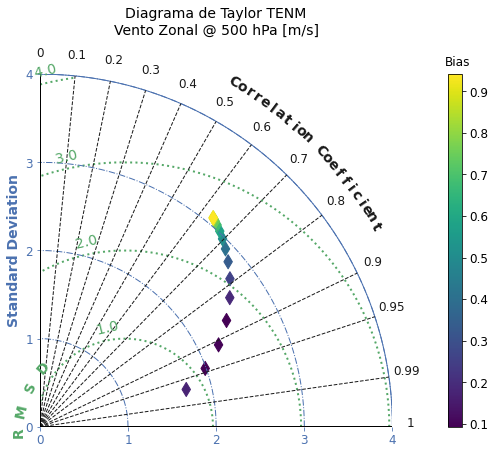 Diagrama de Taylor TENM
Vento Zonal @ 500 hPa [m/s]
Bias
0 0.1 0.2 0.3 0.4 0.5 0.6 0.7 0.8 0.9 0.95 0.99 1
Correlation Coefficient
Standard Deviation
4
3
2
1
0
0 1 2 3 4
4.0
3.0
2.0
1.0
RMSD
0.9
0.8
0.7
0.6
0.5
0.4
0.3
0.2
0.1